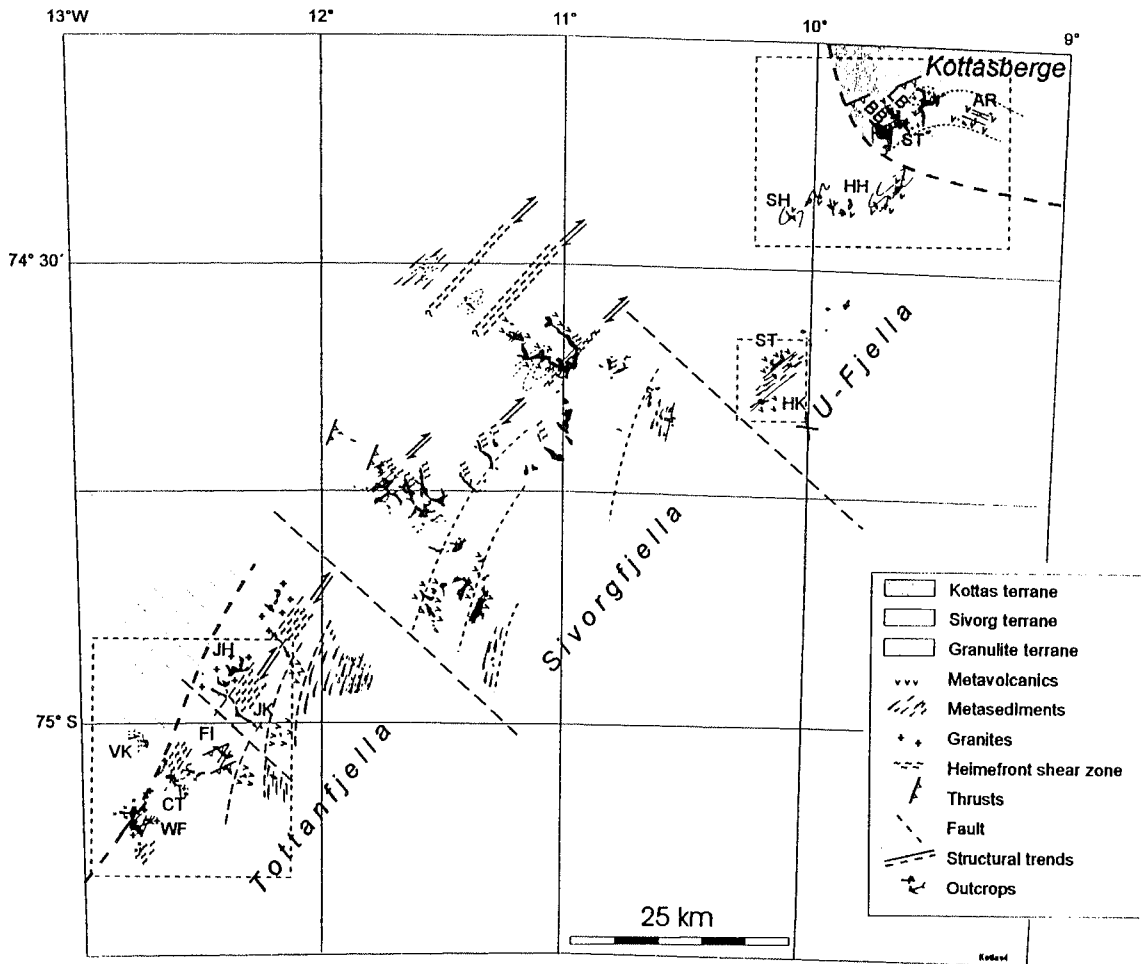 13°W
12°
11°
10°
9°
Kottasberge
AR
ST
HH
SH
74° 30´
ST
HK
U-Fjella
Sivorgfjella
JH
JK
75° S
FI
VK
CT
WF
Tottanfjella
25 km
Kottas terrane
Sivorg terrane
Granulite terrane
Metavolcanics
Metasediments
Granites
Heimefront shear zone
Thrusts
Fault
Structural trends
Outcrops